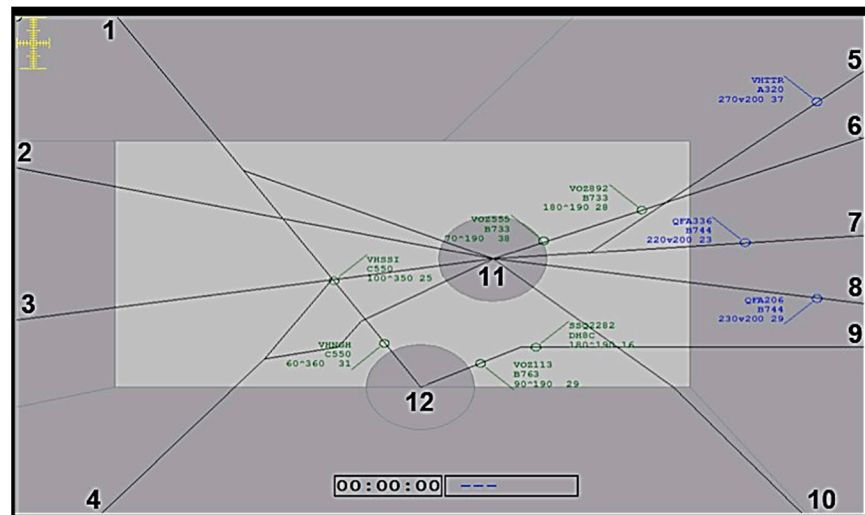 1
5
VHTTR
A320
270v200 37
6
2
VOZ892
B733
180^190 28
VOZ555
B733
70^190 38
QFA336
B744
220v200 23
7
VHSSI
C550
100^350 25
11
3
QFA206
B744
230v200 29
8
SSQ2282
DH8C
180^190 16
9
VHNGH
C550
60^360 31
VOZ113
B763
90^190 29
12
00:00:00 ---
4
10